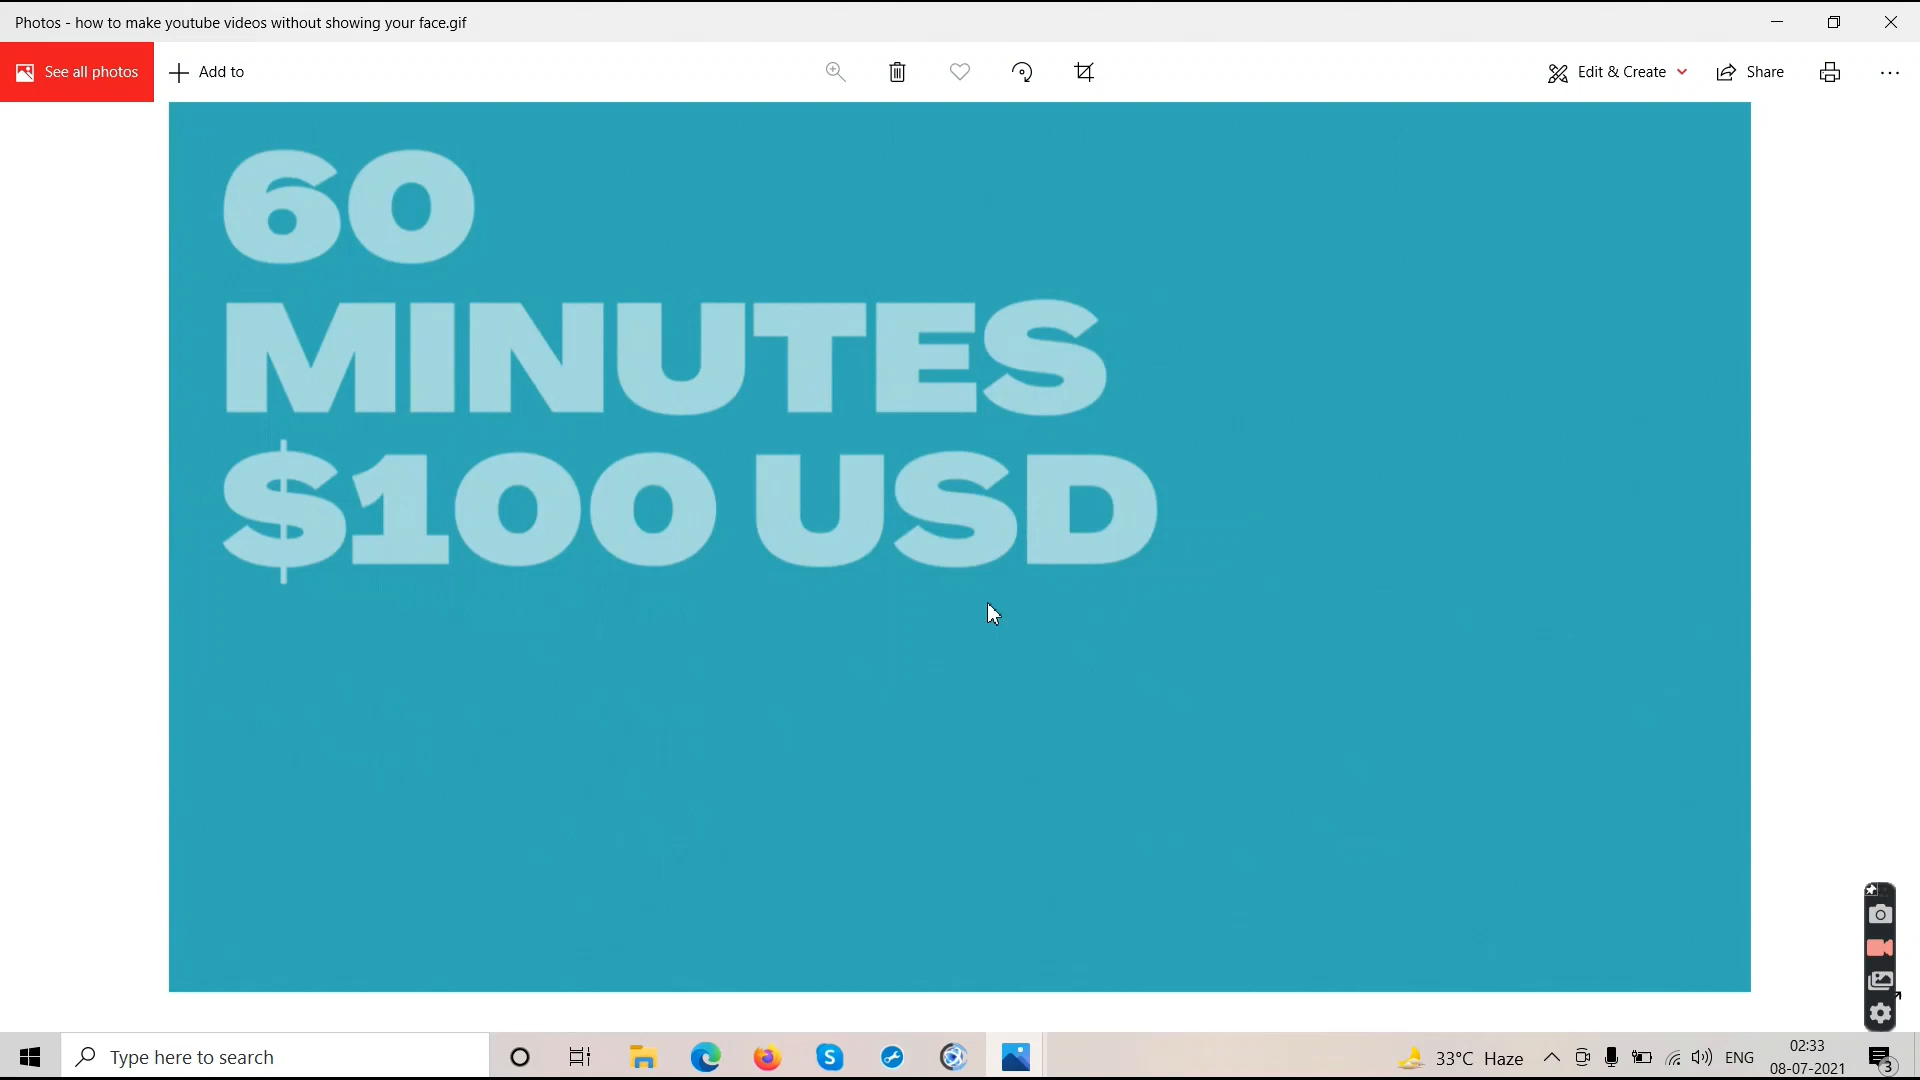 Photos - how to make youtube videos without showing your face.gif
See all photos
Add to
Edit & Create
Share
60
MINUTES
$100 USD
Type here to search
33°C Haze
ENG
02:33
08-07-2021
3